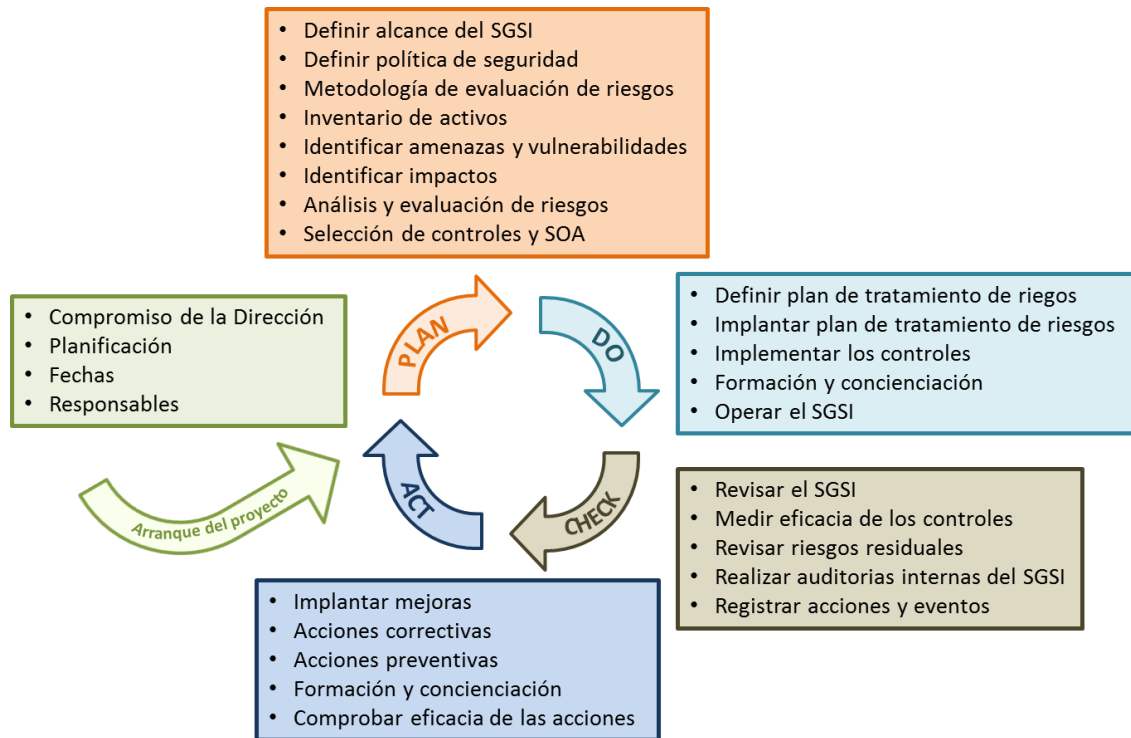 • Definir alcance del SGSI
• Definir política de seguridad
• Metodología de evaluación de riesgos
• Inventario de activos
• Identificar amenazas y vulnerabilidades
• Identificar impactos
• Análisis y evaluación de riesgos
• Selección de controles y SOA
• Compromiso de la Dirección
• Planificación
• Fechas
• Responsables
Arranque del proyecto
PLAN
DO
• Definir plan de tratamiento de riegos
• Implantar plan de tratamiento de riesgos
• Implementar los controles
• Formación y concienciación
• Operar el SGSI
CHECK
• Revisar el SGSI
• Medir eficacia de los controles
• Revisar riesgos residuales
• Realizar auditorias internas del SGSI
• Registrar acciones y eventos
ACT
• Implantar mejoras
• Acciones correctivas
• Acciones preventivas
• Formación y concienciación
• Comprobar eficacia de las acciones